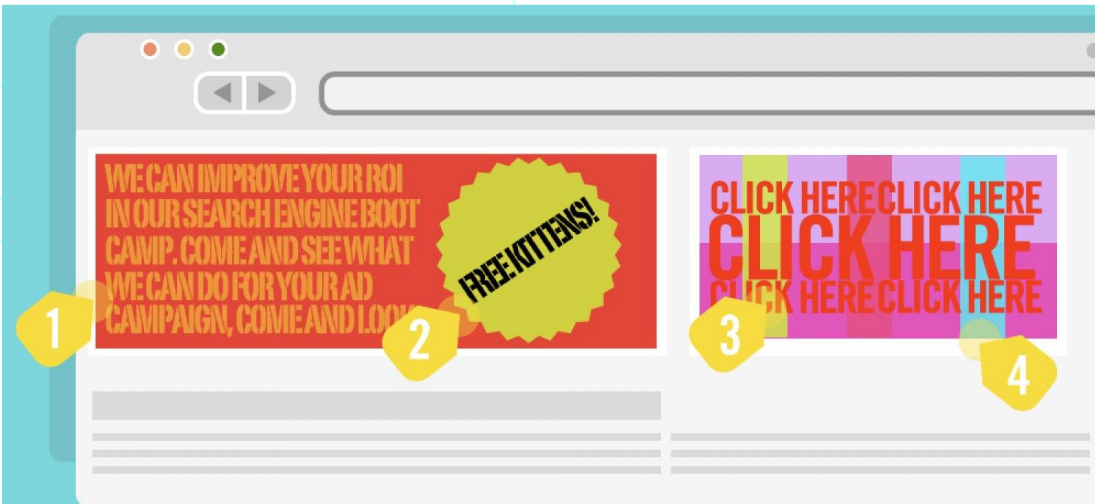 WE CAN IMPROVE YOUR ROI
IN OUR SEARCH ENGINE BOOT
CAMP. COME AND SEE WHAT
WE CAN DO FOR YOUR AD
CAMPAIGN, COME AND
FREE KITTENS!
CLICK HERE CLICK HERE
CLICK HERE
CLICK HERE CLICK HERE
1
2
3
4